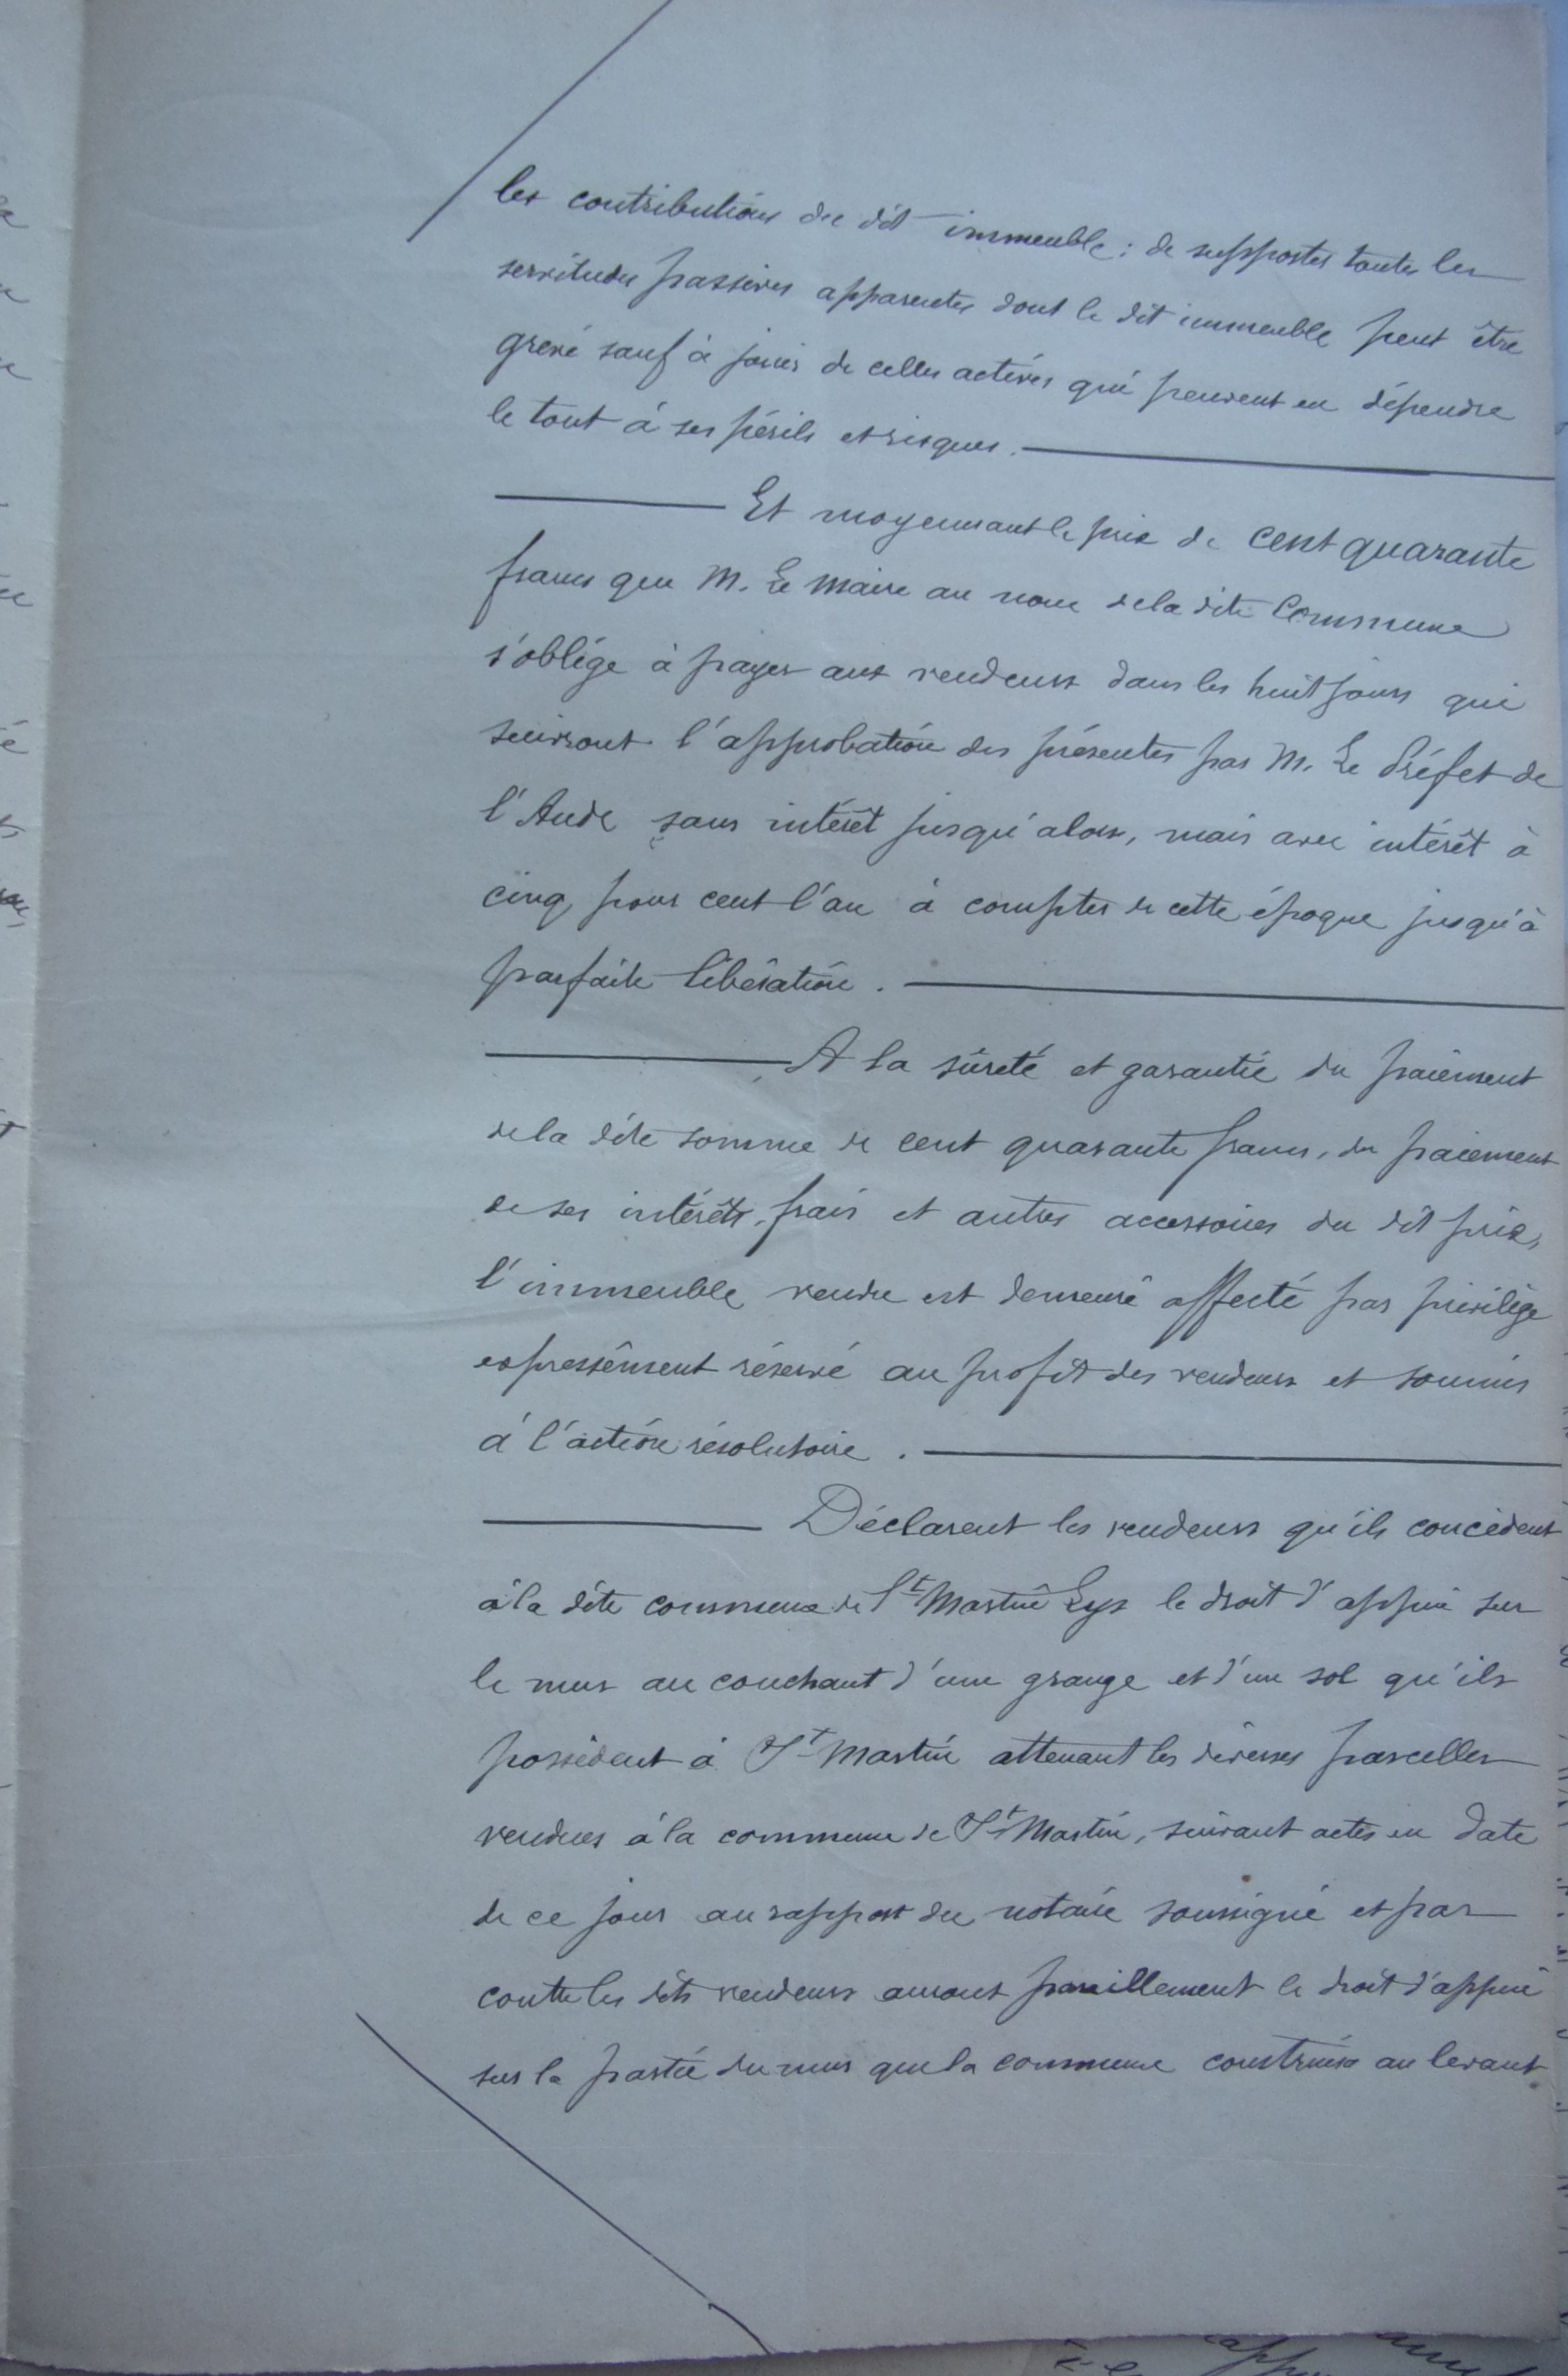 les contributions du dit immeuble ; de supporter toutes les
servitudes passives apparentes dont le dit immeuble peut être
grevé sauf à jouir de celles actives qui peuvent en dépendre
le tout à ses périls et risques.
Et moyennant le prix de cent quarante
francs que M. Le Maire au nom de la dite Commune
s'oblige à payer aux vendeurs dans les huit jours qui
suivront l'approbation des présentes par M. Le Préfet de
l'Aude sans intérêt jusqu'alors, mais avec intérêt à
cinq pour cent l'an à compter de cette époque jusqu'à
parfaite libération.
A la sûreté et garantie du paiement
de la dite somme de cent quarante francs, du paiement
de ses intérêts, frais et autres accessoires du dit prix,
l'immeuble vendu est demeuré affecté par privilège
expressément réservé au profit des vendeurs et soumis
à l'action résolutoire.
Déclarent les vendeurs qu'ils concèdent
à la dite commune de St Martin Lys le droit d'appui sur
le mur au couchant d'une grange et d'un sol qu'ils
possèdent à St Martin attenant les diverses parcelles
vendues à la commune de St Martin, suivant actes en date
de ce jour au rapport du notaire soussigné et par
contre les dits vendeurs auront pareillement le droit d'appui
sur la partie du mur que la commune construira au levant